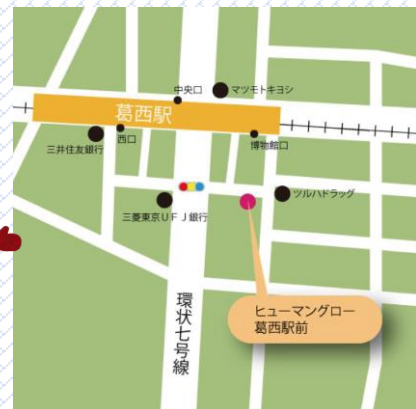 中央口
マツモトキヨシ
葛西駅
三井住友銀行
西口
博物館口
ツルハドラッグ
三菱東京ＵＦＪ銀行
環状七号線
ヒューマングロー
葛西駅前